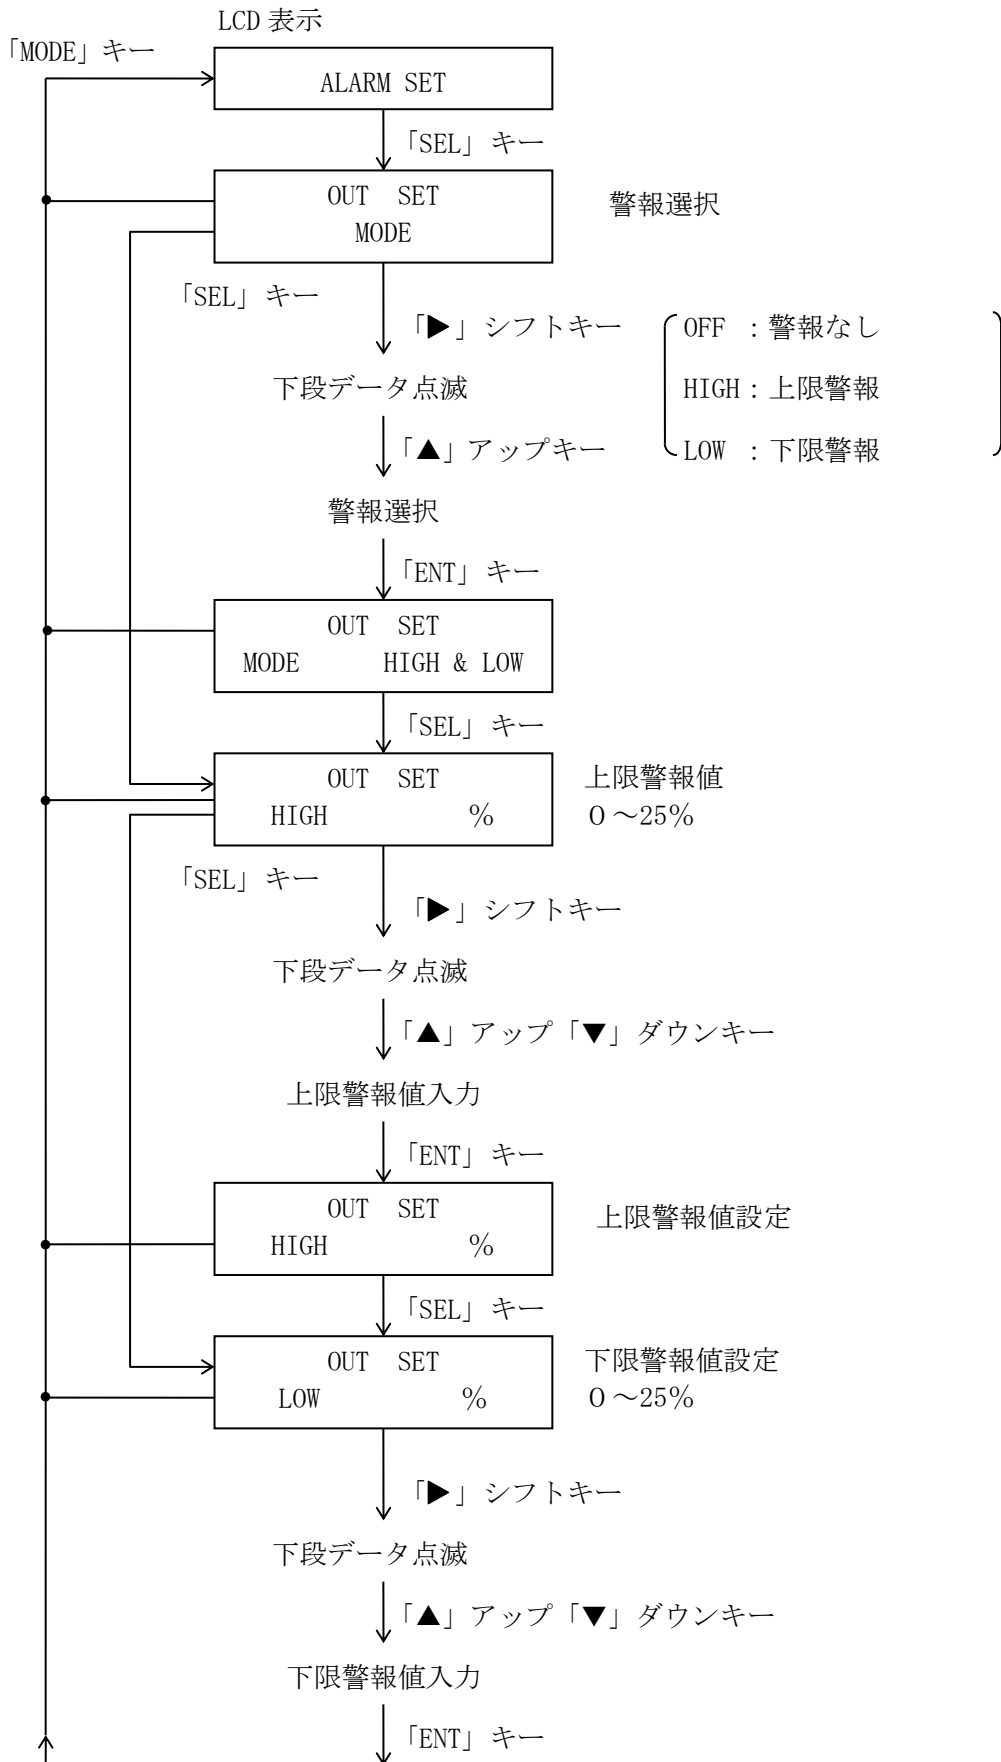 LCD 表示
「MODE」キー
ALARM SET
「SEL」キー
OUT SET
MODE
警報選択
「SEL」キー
「▶」シフトキー
OFF :警報なし
HIGH:上限警報
LOW :下限警報
下段データ点滅
「▲」アップキー
警報選択
「ENT」キー
OUT SET
MODE HIGH & LOW
「SEL」キー
OUT SET
HIGH %
上限警報値
0~25%
「SEL」キー
「▶」シフトキー
下段データ点滅
「▲」アップ「▼」ダウンキー
上限警報値入力
「ENT」キー
OUT SET
HIGH %
上限警報値設定
「SEL」キー
OUT SET
LOW %
下限警報値設定
0~25%
「▶」シフトキー
下段データ点滅
「▲」アップ「▼」ダウンキー
下限警報値入力
「ENT」キー